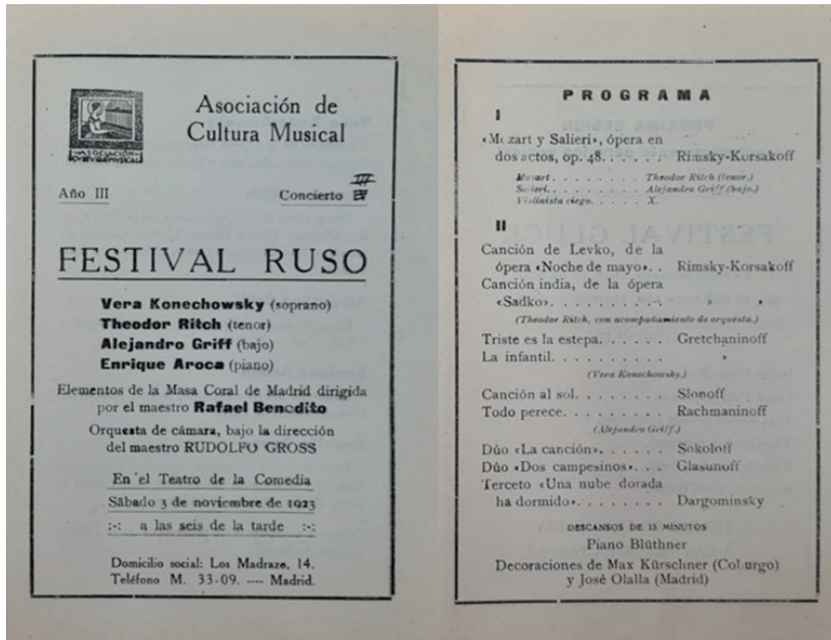 Asociación de
Cultura Musical
ASOCIACIÓN
CULTURA MUSICAL
Año III
Concierto III
FESTIVAL RUSO
Vera Konechowsky (soprano)
Theodor Ritch (tenor)
Alejandro Griff (bajo)
Enrique Aroca (piano)
Elementos de la Masa Coral de Madrid dirigida
por el maestro Rafael Benedito
Orquesta de cámara, bajo la dirección
del maestro RUDOLFO GROSS
En el Teatro de la Comedia
Sábado 3 de noviembre de 1923
:-: a las seis de la tarde :-:
Domicilio social: Los Madrazo, 14.
Teléfono M. 33-09. --- Madrid.
PROGRAMA
I
«Mozart y Salieri», ópera en
dos actos, op. 48...... Rimsky-Korsakoff
Mozart......... Theodor Ritch (tenor.)
Salieri......... Alejandro Griff (bajo.)
Violinista ciego..... X.
II
Canción de Levko, de la
ópera «Noche de mayo».. Rimsky-Korsakoff
Canción india, de la ópera
«Sadko»........... » »
(Theodor Ritch, con acompañamiento de orquesta.)
Triste es la estepa....... Gretchaninoff
La infantil........... »
(Vera Konechowsky.)
Canción al sol......... Slonoff
Todo perece.......... Rachmaninoff
(Alejandro Griff.)
Dúo «La canción»....... Sokoloff
Dúo «Dos campesinos».... Glasunoff
Terceto «Una nube dorada
ha dormido»......... Dargominsky
DESCANSOS DE 15 MINUTOS
Piano Blüthner
Decoraciones de Max Kürschner (Coburgo)
y José Olalla (Madrid)